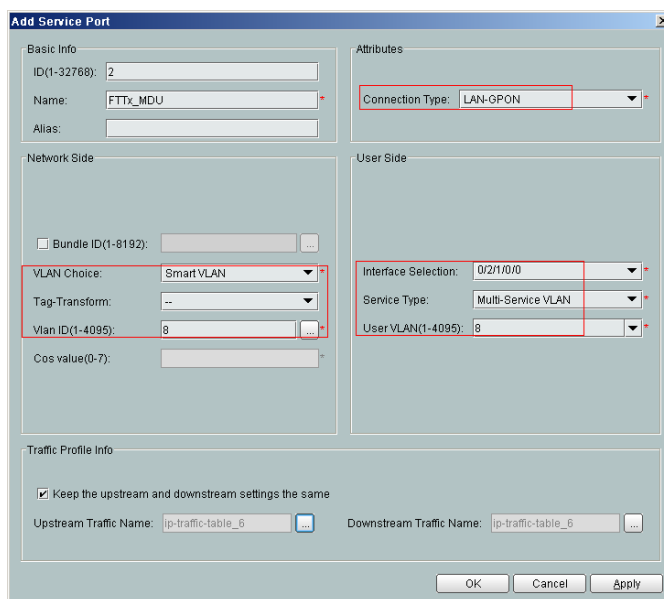 Add Service Port
Basic Info
ID(1-32768): 2
Name: FTTx_MDU *
Alias:
Attributes
Connection Type: LAN-GPON *
Network Side
Bundle ID(1-8192): ...
VLAN Choice: Smart VLAN *
Tag-Transform: --
Vlan ID(1-4095): 8 ... *
Cos value(0-7): *
User Side
Interface Selection: 0/2/1/0/0 *
Service Type: Multi-Service VLAN *
User VLAN(1-4095): 8 *
Traffic Profile Info
Keep the upstream and downstream settings the same
Upstream Traffic Name: ip-traffic-table_6 ... Downstream Traffic Name: ip-traffic-table_6 ...
OK Cancel Apply